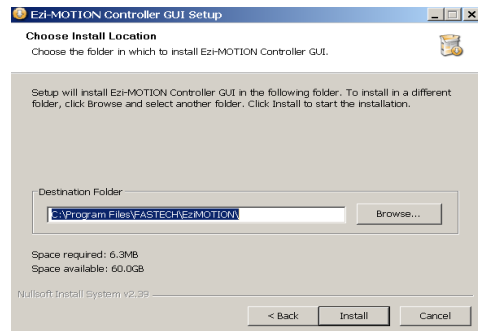 Ezi-MOTION Controller GUI Setup
Choose Install Location
Choose the folder in which to install Ezi-MOTION Controller GUI.
Setup will install Ezi-MOTION Controller GUI in the following folder. To install in a different
folder, click Browse and select another folder. Click Install to start the installation.
Destination Folder
C:\Program Files\FASTECH\EziMOTION\
Browse...
Space required: 6.3MB
Space available: 60.0GB
Nullsoft Install System v2.39
< Back
Install
Cancel